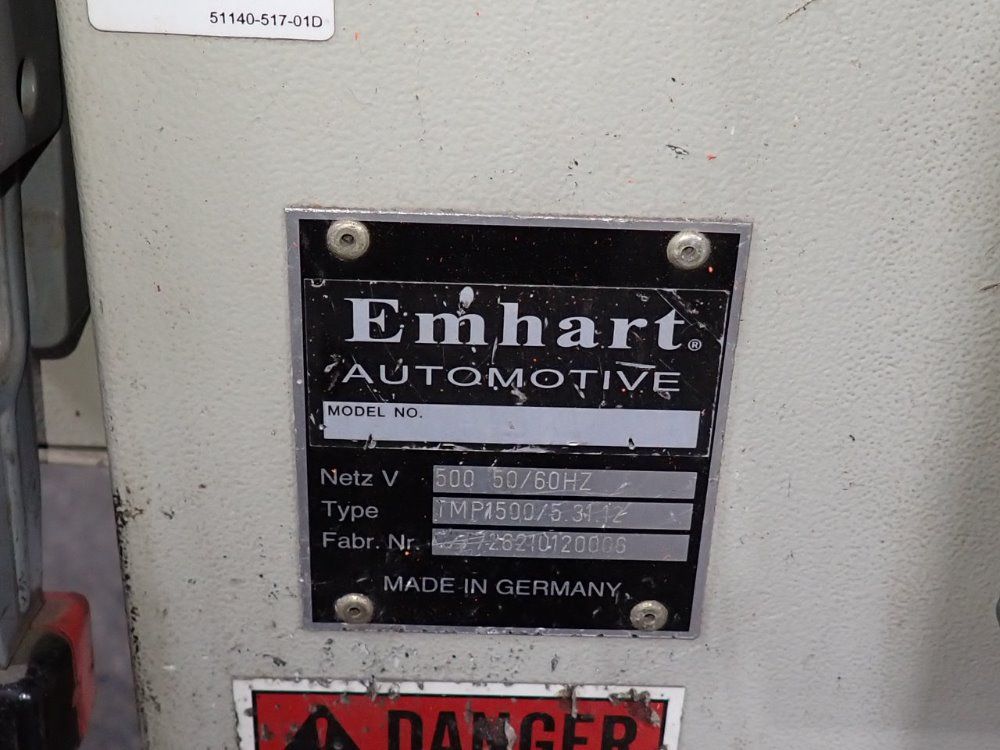 51140-517-01D
Emhart®
AUTOMOTIVE
MODEL NO.
Netz V 500 50/60HZ
Type TMP1500/5.31.12
Fabr. Nr.
MADE IN GERMANY
DANGER